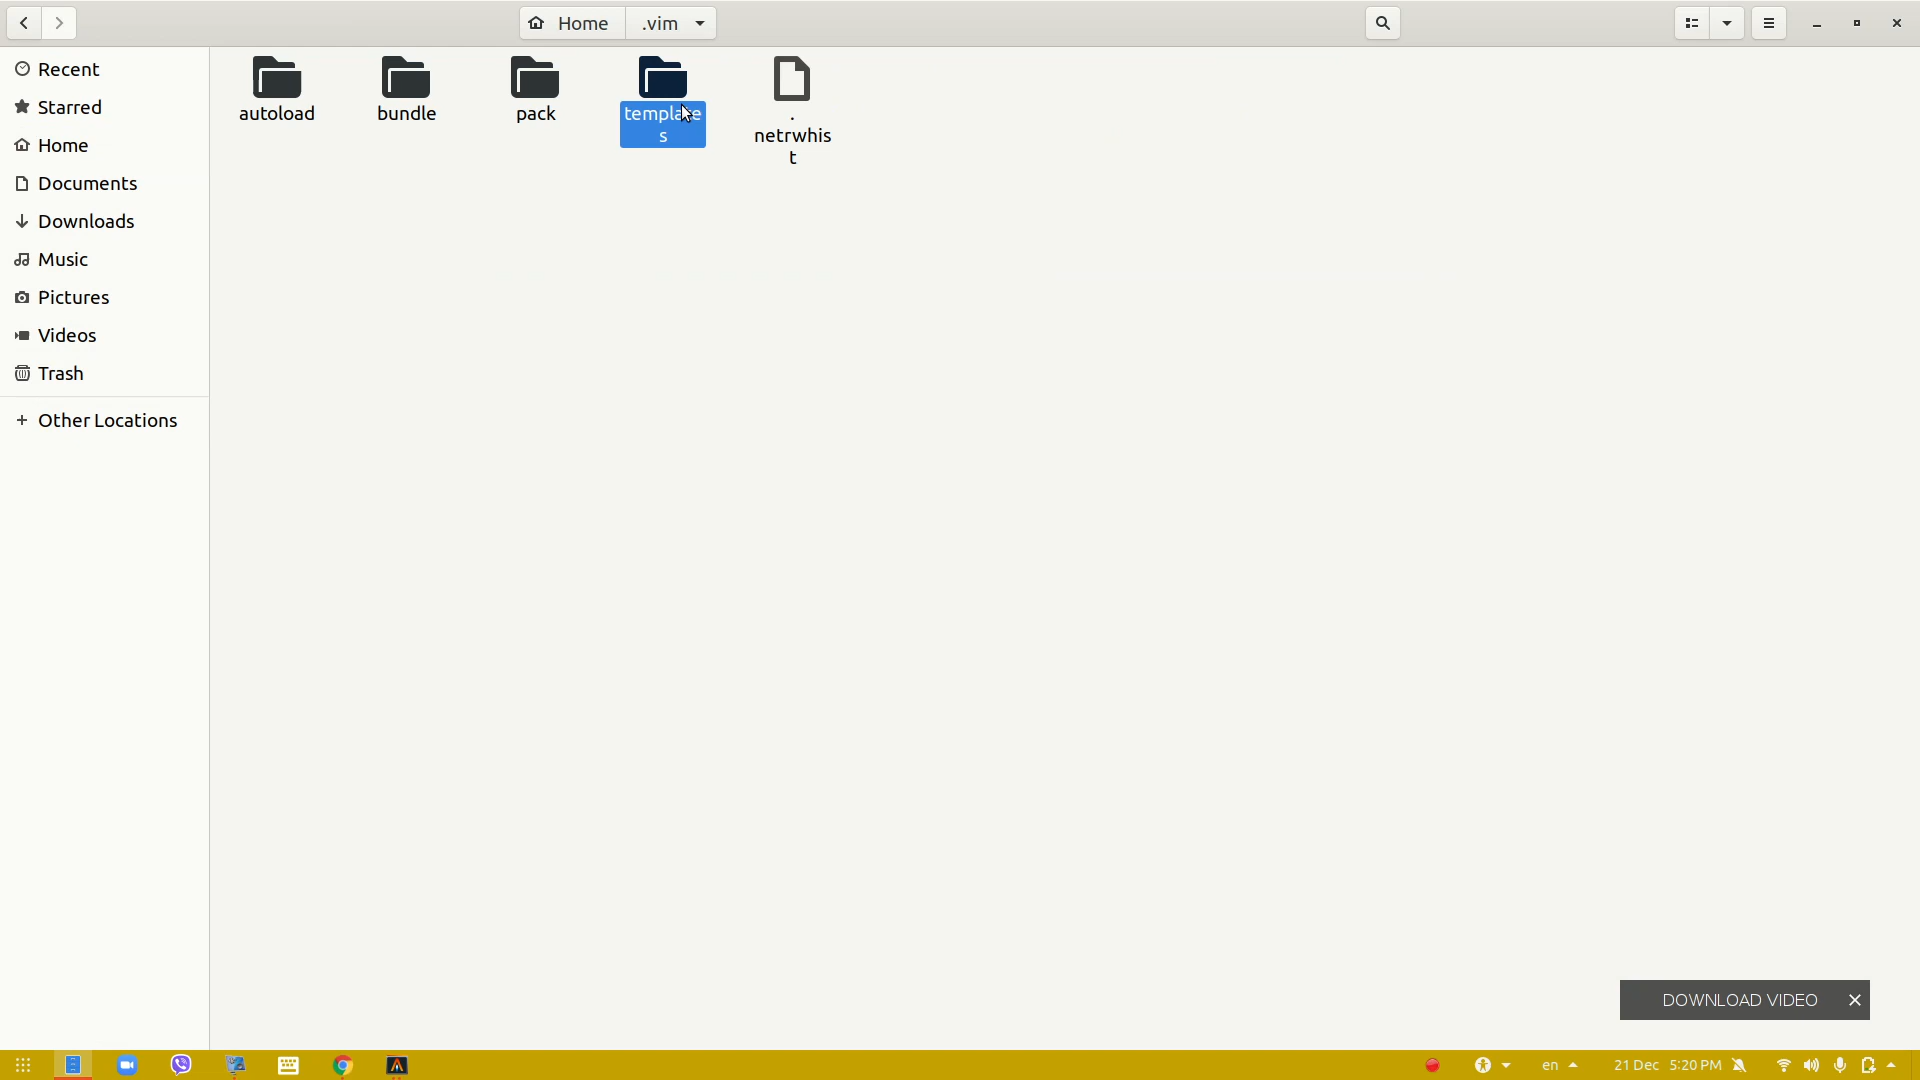 Home .vim
Recent
Starred
Home
Documents
Downloads
Music
Pictures
Videos
Trash
Other Locations
autoload
bundle
pack
template
s
.
netrwhis
t
DOWNLOAD VIDEO
en 21 Dec 5:20 PM